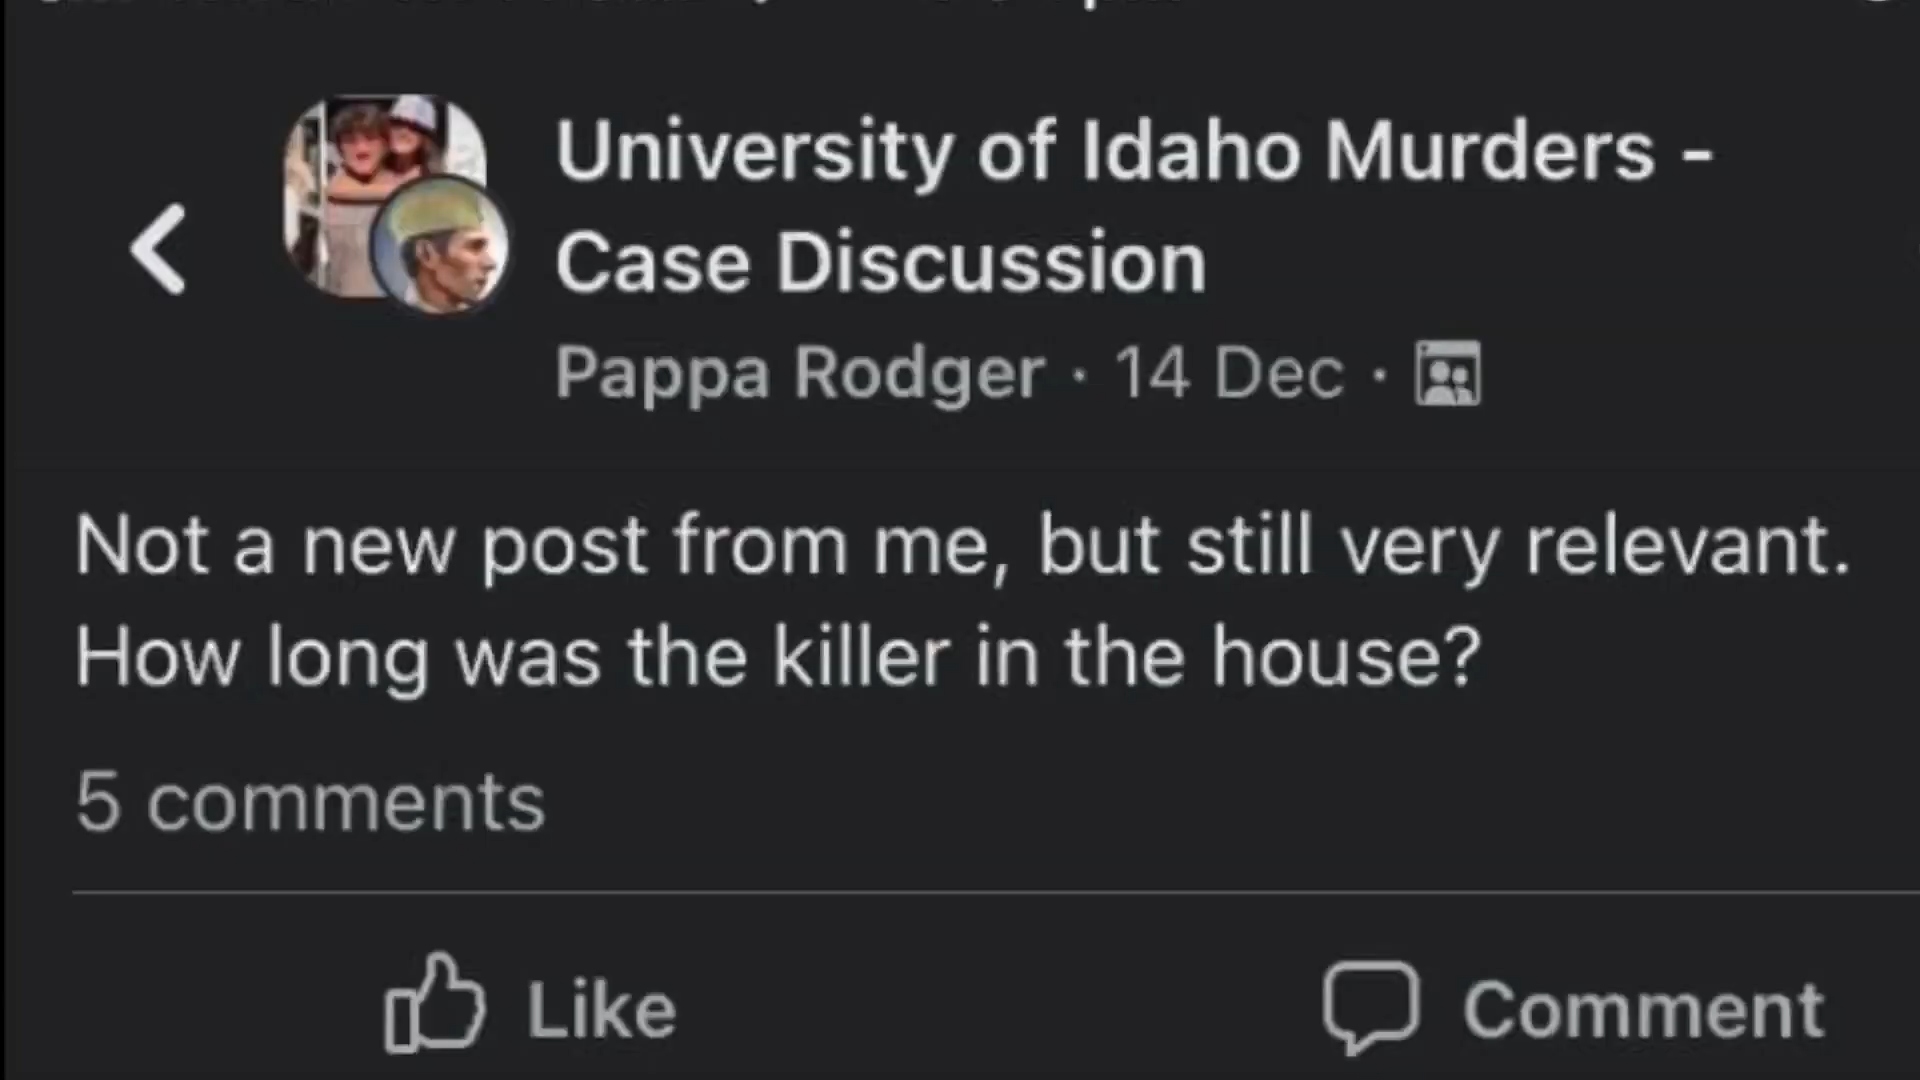 University of Idaho Murders -
Case Discussion
Pappa Rodger · 14 Dec ·
Not a new post from me, but still very relevant.
How long was the killer in the house?
5 comments
Like
Comment